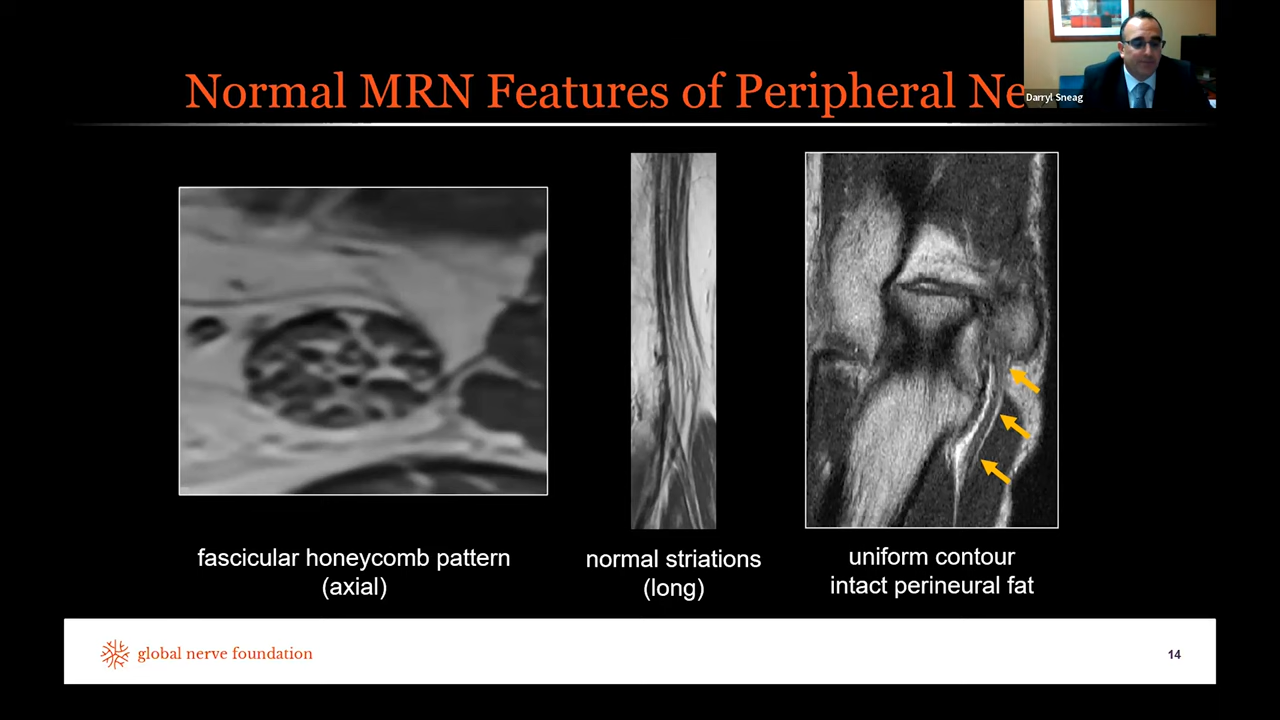 Normal MRN Features of Peripheral Ne
Darryl Sneag
fascicular honeycomb pattern
(axial)
normal striations
(long)
uniform contour
intact perineural fat
global nerve foundation
14